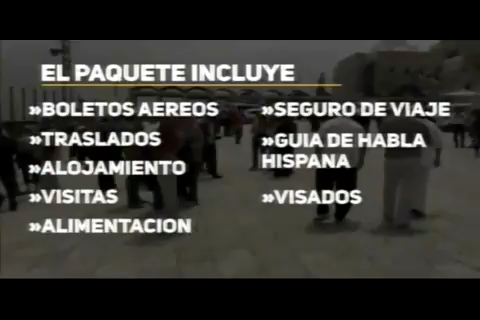 EL PAQUETE INCLUYE
»BOLETOS AEREOS
»TRASLADOS
»ALOJAMIENTO
»VISITAS
»ALIMENTACION
»SEGURO DE VIAJE
»GUIA DE HABLA
HISPANA
»VISADOS